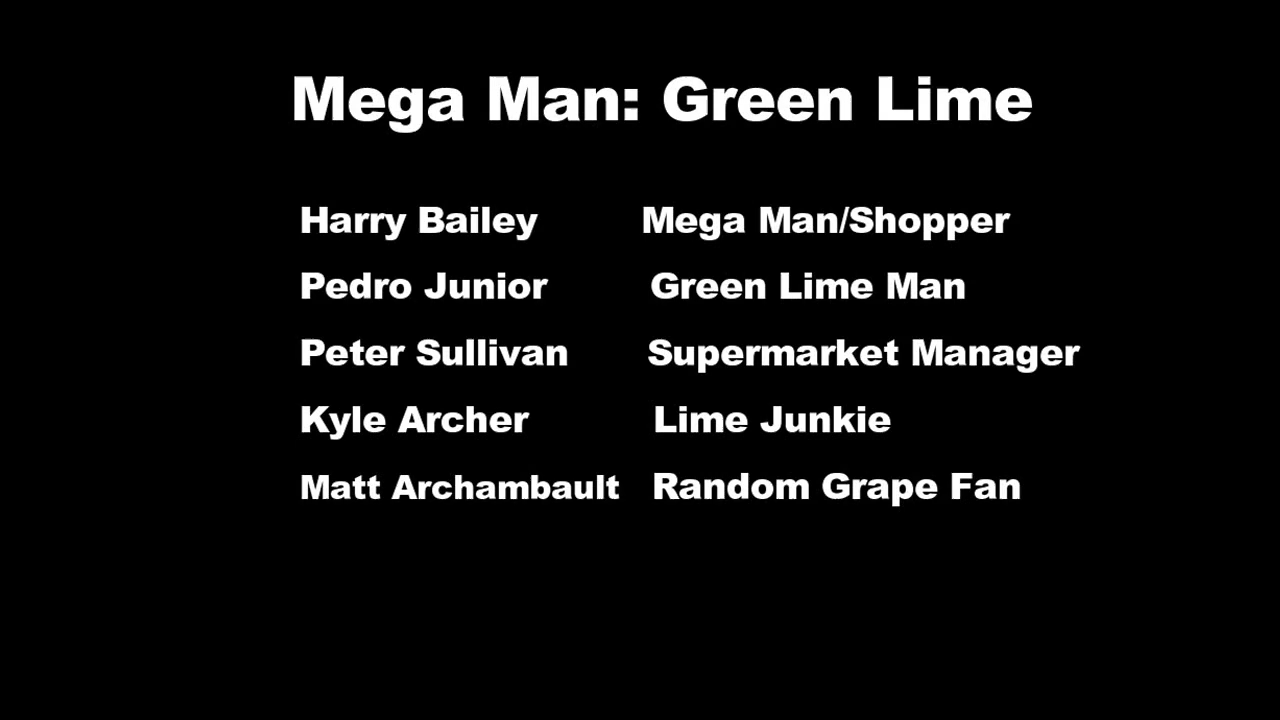 Mega Man: Green Lime
Harry Bailey Mega Man/Shopper
Pedro Junior Green Lime Man
Peter Sullivan Supermarket Manager
Kyle Archer Lime Junkie
Matt Archambault Random Grape Fan